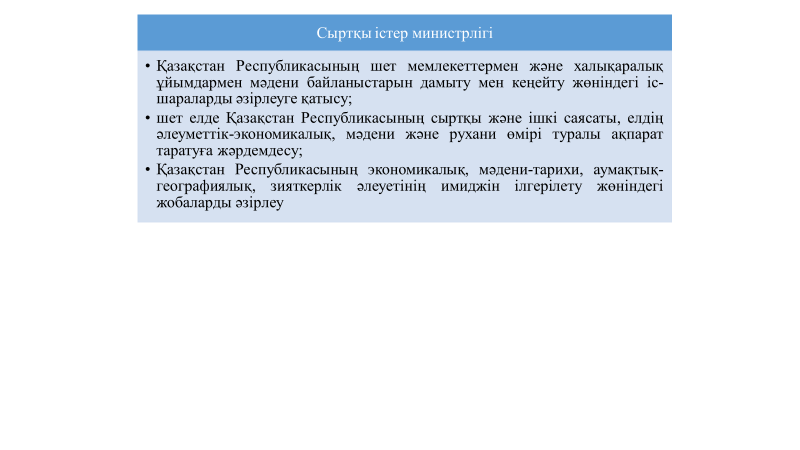 Сыртқы істер министрлігі
• Қазақстан Республикасының шет мемлекеттермен және халықаралық
ұйымдармен мәдени байланыстарын дамыту мен кеңейту жөніндегі іс-
шараларды әзірлеуге қатысу;
• шет елде Қазақстан Республикасының сыртқы және ішкі саясаты, елдің
әлеуметтік-экономикалық, мәдени және рухани өмірі туралы ақпарат
таратуға жәрдемдесу;
• Қазақстан Республикасының экономикалық, мәдени-тарихи, аумақтық-
географиялық, зияткерлік әлеуетінің имиджін ілгерілету жөніндегі
жобаларды әзірлеу